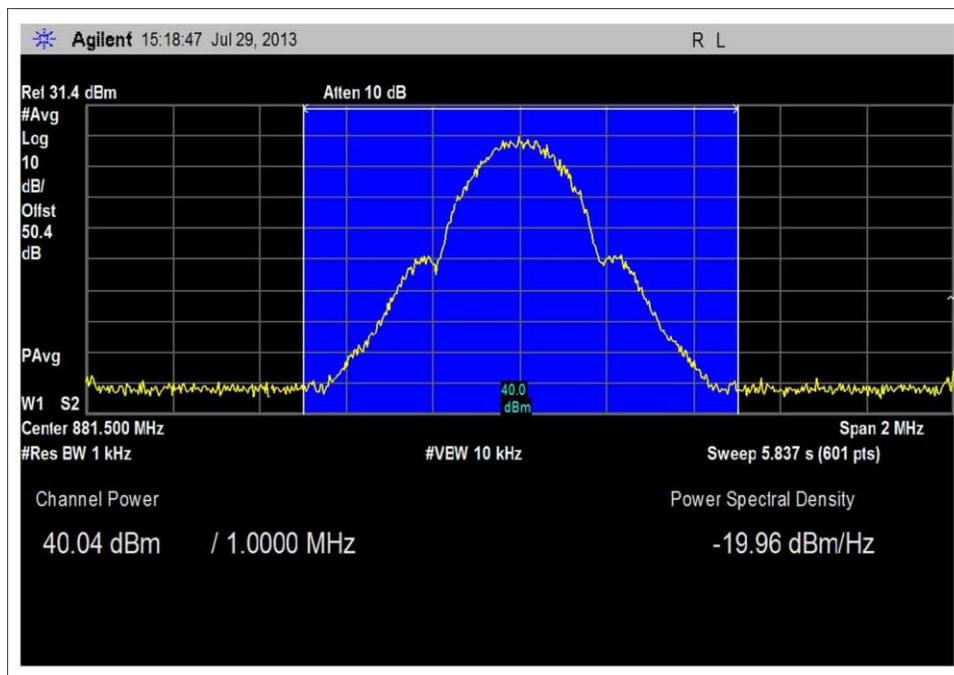 Agilent 15:18:47 Jul 29, 2013 R L
Ref 31.4 dBm Atten 10 dB
#Avg
Log
10
dB/
Offst
50.4
dB
PAvg
40.0
dBm
W1 S2
Center 881.500 MHz Span 2 MHz
#Res BW 1 kHz #VBW 10 kHz Sweep 5.837 s (601 pts)
Channel Power Power Spectral Density
40.04 dBm / 1.0000 MHz -19.96 dBm/Hz